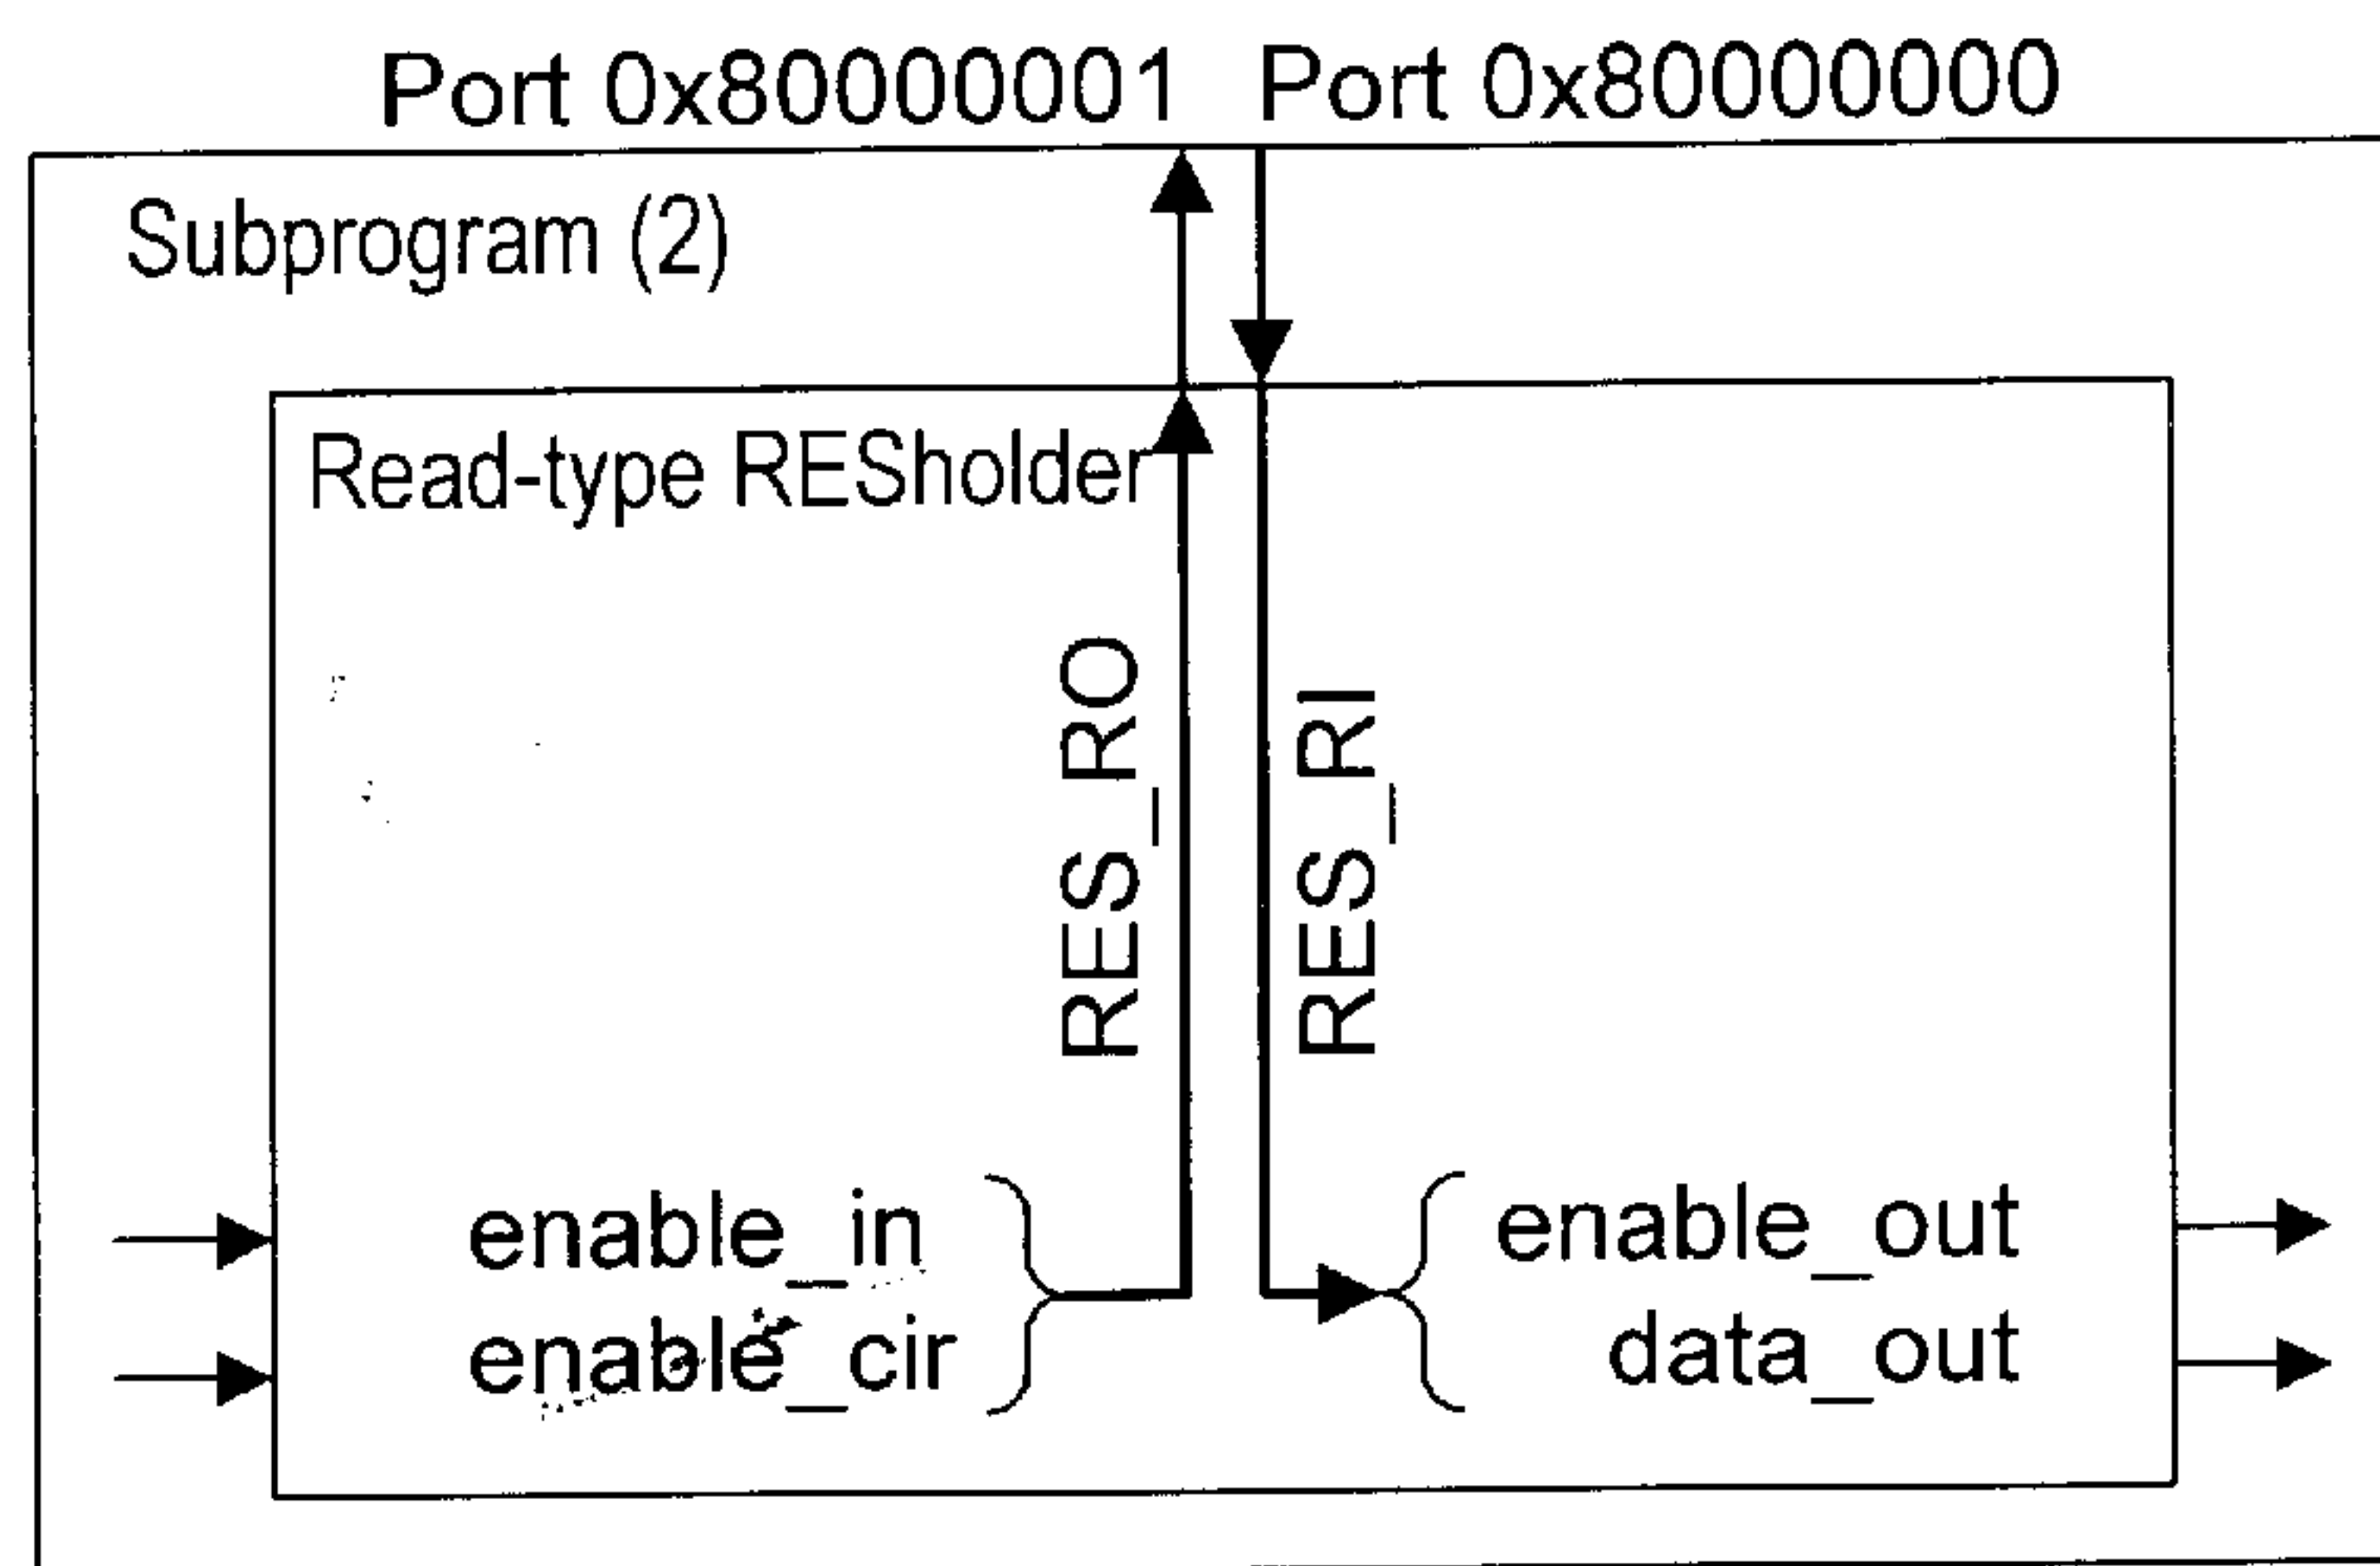 Port 0x80000001 Port 0x80000000
Subprogram (2)
Read-type RESholder
RES_RO
RES_RI
enable_in
enable_cir
enable_out
data_out